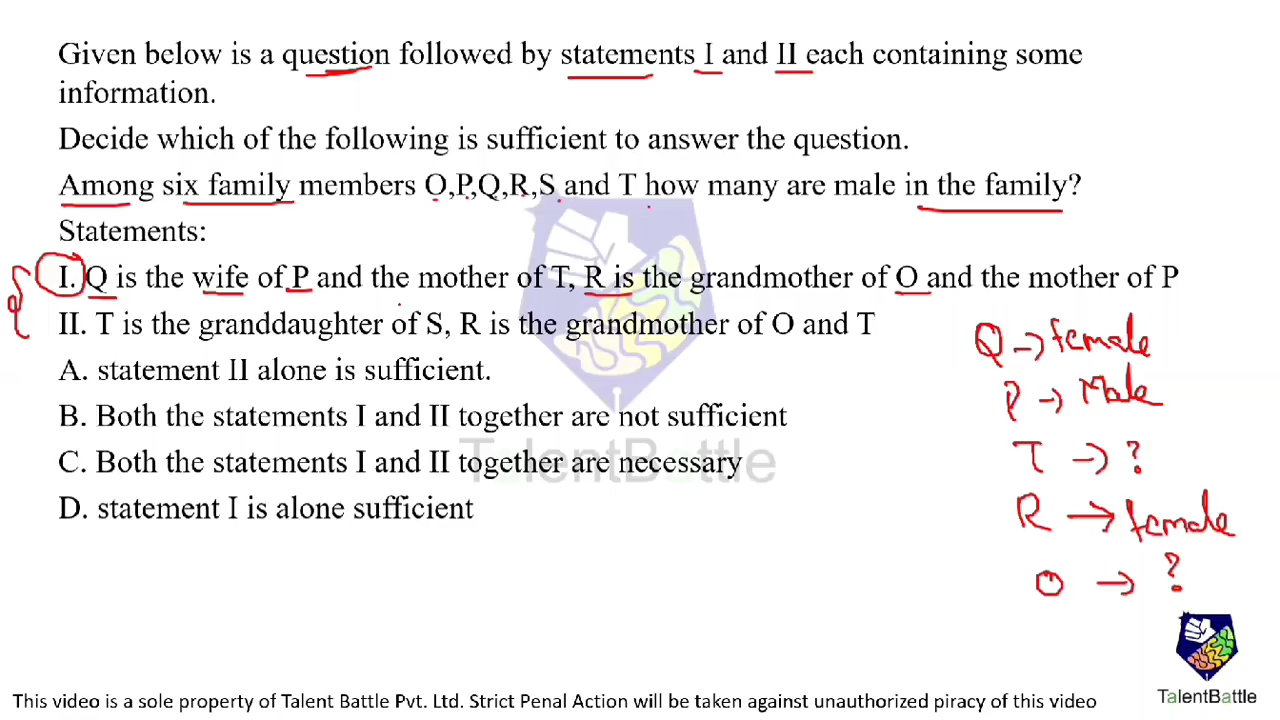 Given below is a question followed by statements I and II each containing some
information.
Decide which of the following is sufficient to answer the question.
Among six family members O,P,Q,R,S and T how many are male in the family?
Statements:
I. Q is the wife of P and the mother of T, R is the grandmother of O and the mother of P
II. T is the granddaughter of S, R is the grandmother of O and T
A. statement II alone is sufficient.
B. Both the statements I and II together are not sufficient
C. Both the statements I and II together are necessary
D. statement I is alone sufficient
Q → female
P → Male
T → ?
R → female
O → ?
TalentBattle
TalentBattle
This video is a sole property of Talent Battle Pvt. Ltd. Strict Penal Action will be taken against unauthorized piracy of this video